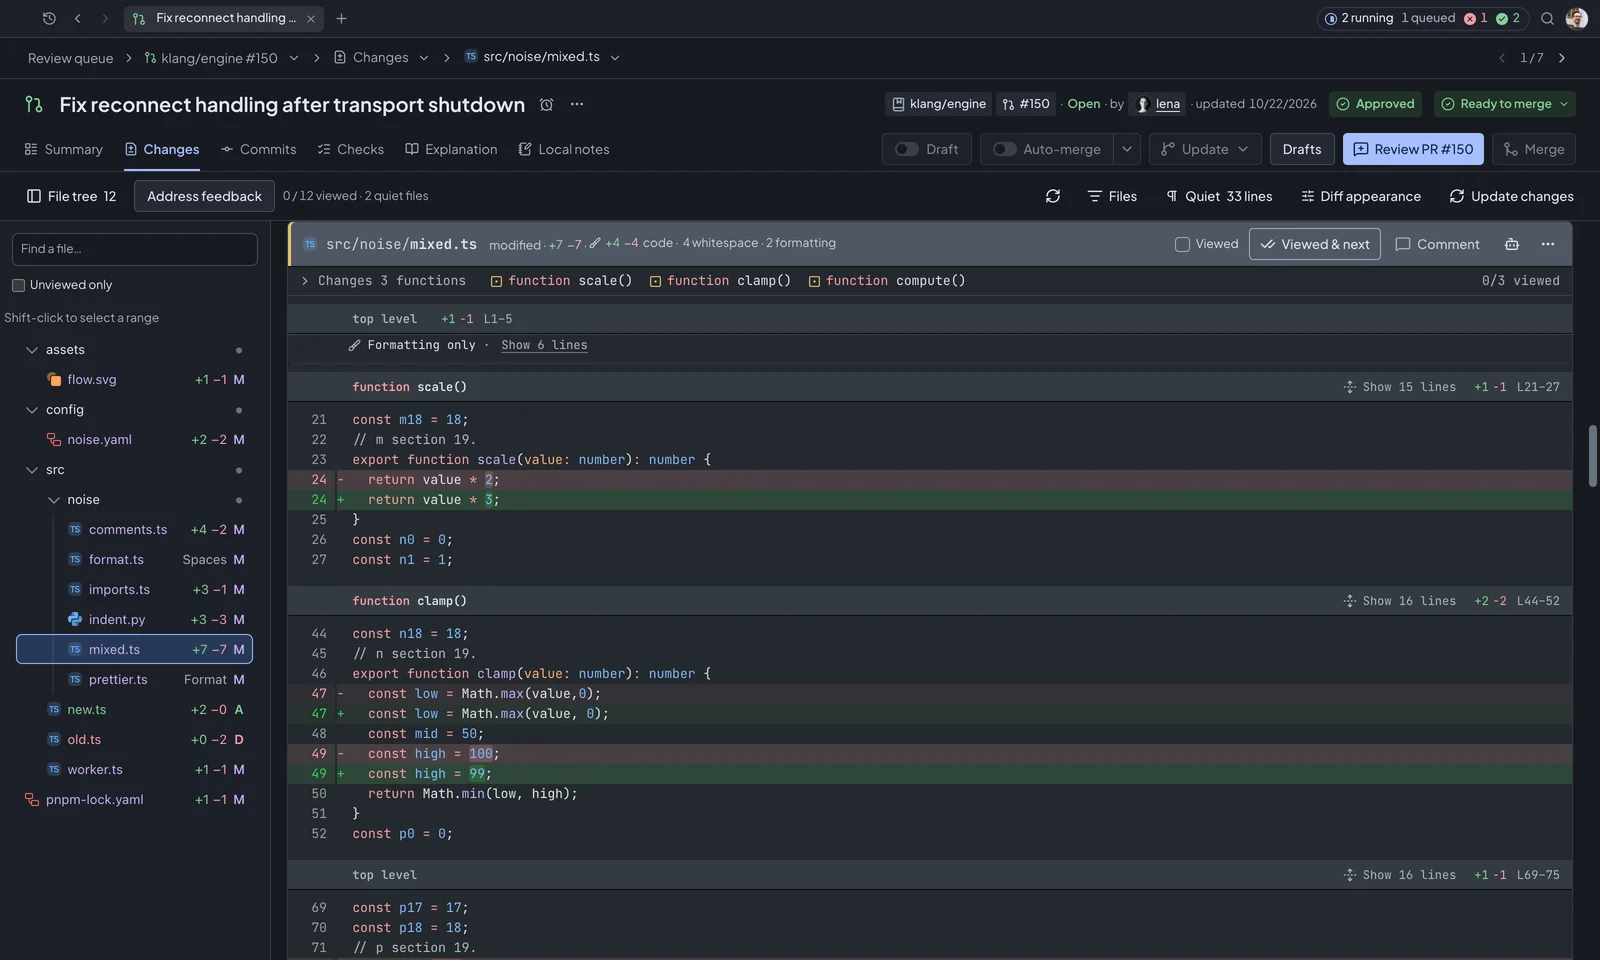 Fix reconnect handling ...
2 running 1 queued 1 2
Review queue klang/engine #150 Changes TS src/noise/mixed.ts 1/7
Fix reconnect handling after transport shutdown
klang/engine #150 · Open · by lena · updated 10/22/2026 Approved Ready to merge
Summary Changes Commits Checks Explanation Local notes
Draft Auto-merge Update Drafts Review PR #150 Merge
File tree 12 Address feedback 0/12 viewed · 2 quiet files
Files Quiet 33 lines Diff appearance Update changes
Find a file...
Unviewed only
Shift-click to select a range
assets
flow.svg +1 −1 M
config
noise.yaml +2 −2 M
src
noise
TS comments.ts +4 −2 M
TS format.ts Spaces M
TS imports.ts +3 −1 M
indent.py +3 −3 M
TS mixed.ts +7 −7 M
TS prettier.ts Format M
TS new.ts +2 −0 A
TS old.ts +0 −2 D
TS worker.ts +1 −1 M
pnpm-lock.yaml +1 −1 M
TS src/noise/mixed.ts modified · +7 −7 · +4 −4 code · 4 whitespace · 2 formatting Viewed Viewed & next Comment
Changes 3 functions function scale() function clamp() function compute() 0/3 viewed
top level +1 -1 L1-5
Formatting only · Show 6 lines
function scale() Show 15 lines +1 -1 L21-27
21 const m18 = 18;
22 // m section 19.
23 export function scale(value: number): number {
24 - return value * 2;
24 + return value * 3;
25 }
26 const n0 = 0;
27 const n1 = 1;
function clamp() Show 16 lines +2 -2 L44-52
44 const n18 = 18;
45 // n section 19.
46 export function clamp(value: number): number {
47 - const low = Math.max(value,0);
47 + const low = Math.max(value, 0);
48 const mid = 50;
49 - const high = 100;
49 + const high = 99;
50 return Math.min(low, high);
51 }
52 const p0 = 0;
top level Show 16 lines +1 -1 L69-75
69 const p17 = 17;
70 const p18 = 18;
71 // p section 19.